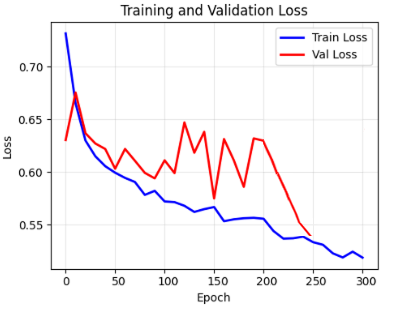 Training and Validation Loss
Train Loss
Val Loss
0.70
0.65
0.60
0.55
Loss
0 50 100 150 200 250 300
Epoch